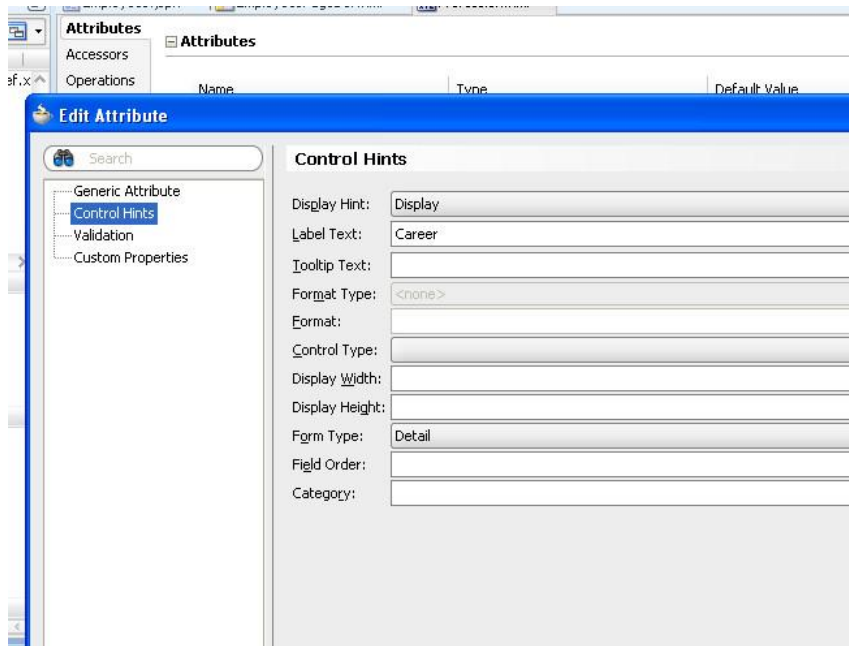 Attributes
Accessors
Operations
Attributes
Name
Type
Default Value
ef.x
Edit Attribute
Search
Generic Attribute
Control Hints
Validation
Custom Properties
Control Hints
Display Hint: Display
Label Text: Career
Tooltip Text:
Format Type: <none>
Format:
Control Type:
Display Width:
Display Height:
Form Type: Detail
Field Order:
Category: